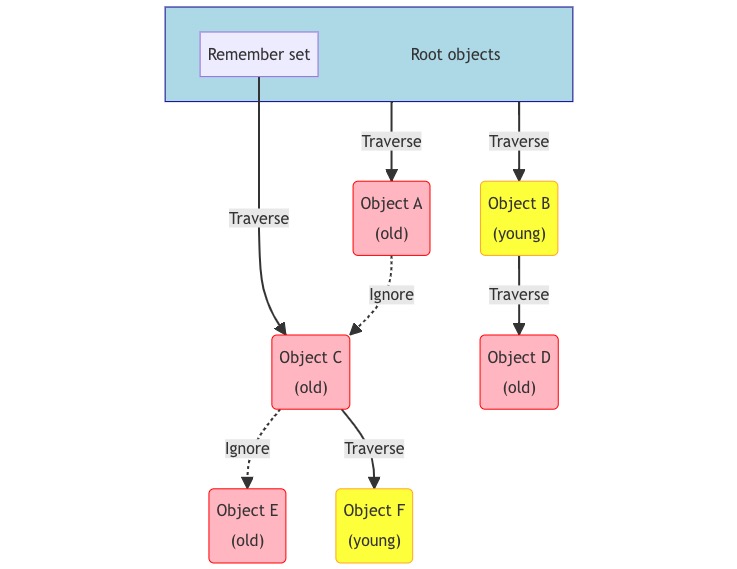 Remember set
Root objects
Traverse
Traverse
Object A
(old)
Object B
(young)
Traverse
Ignore
Traverse
Object C
(old)
Object D
(old)
Ignore
Traverse
Object E
(old)
Object F
(young)